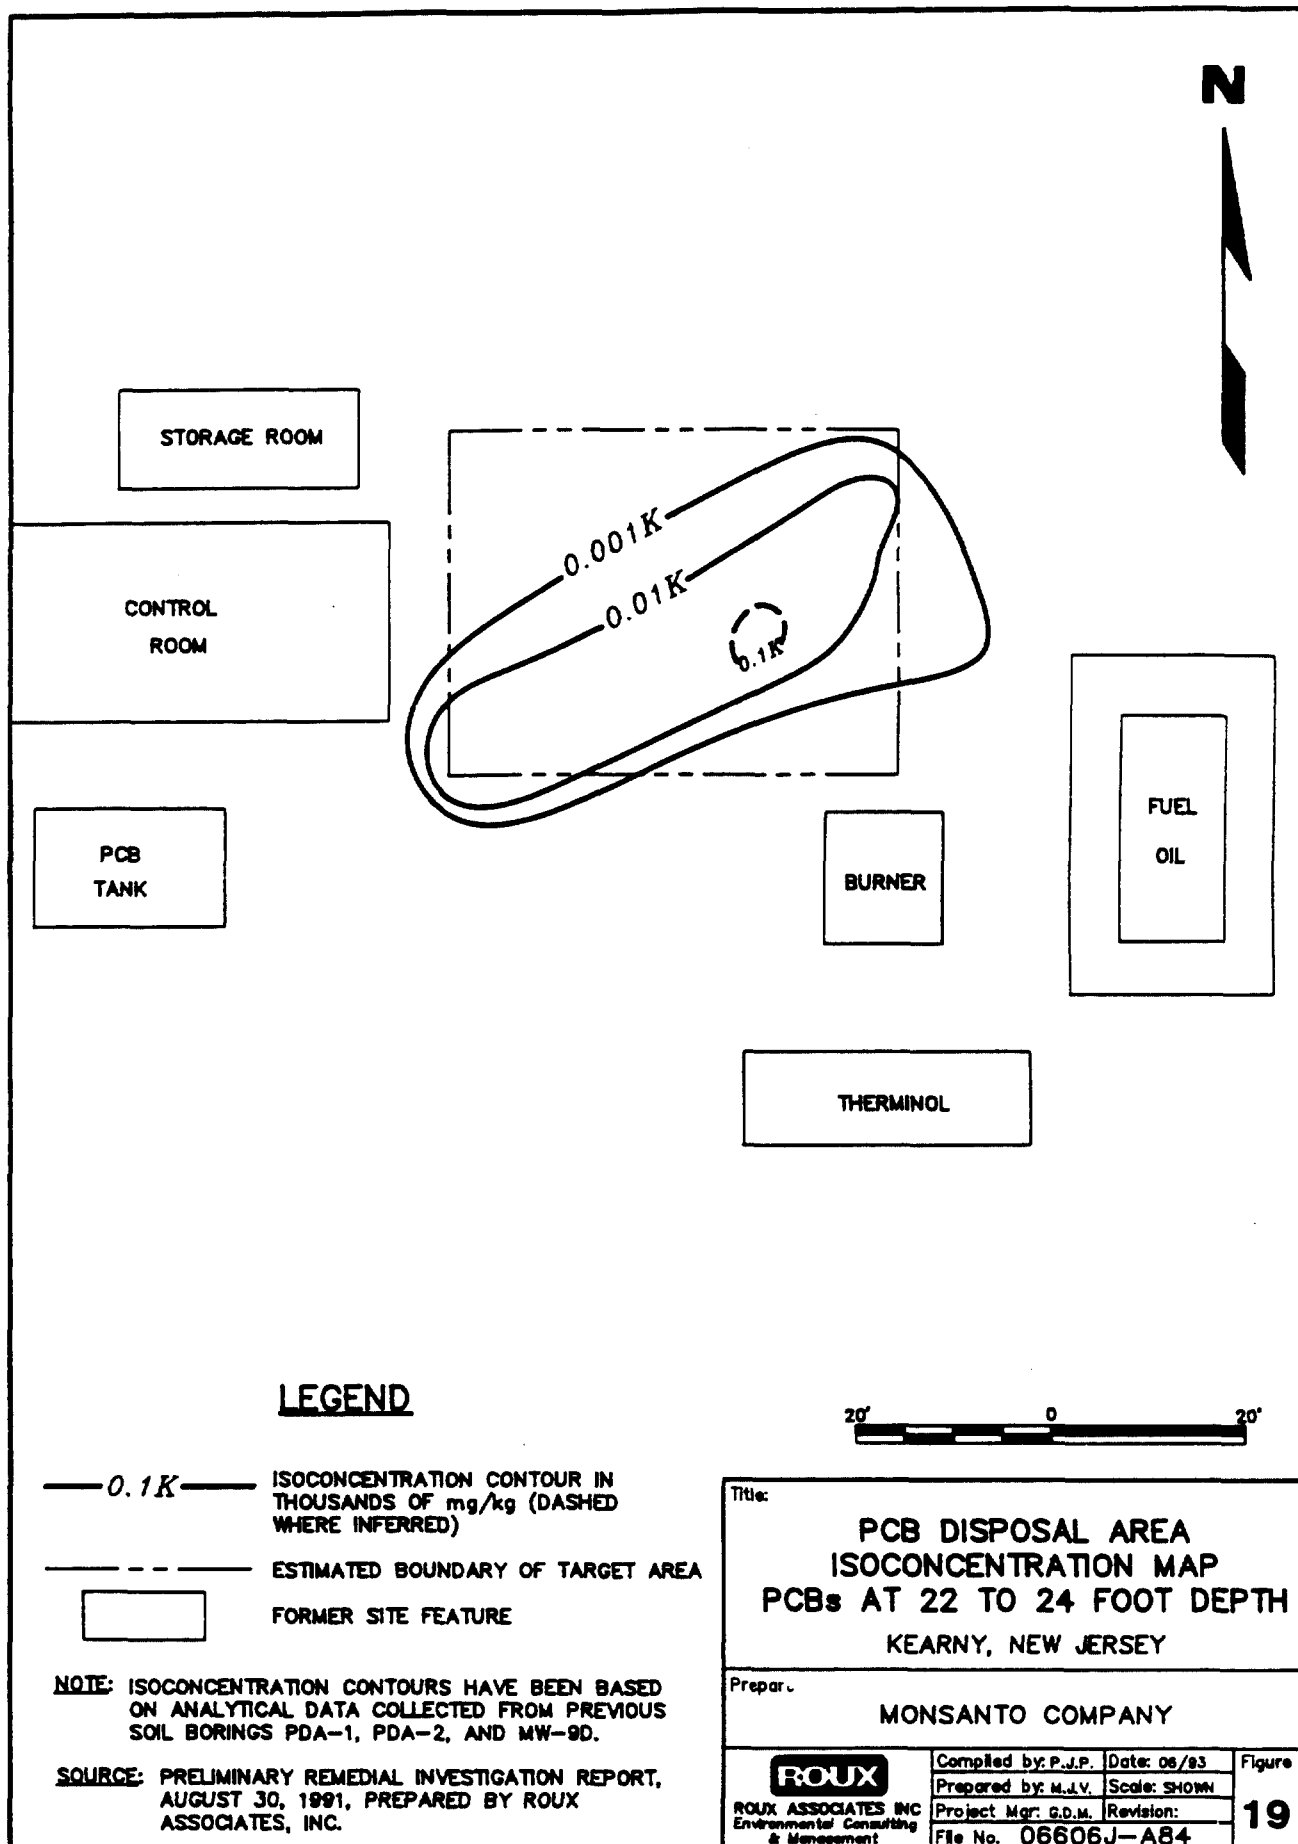 N
STORAGE ROOM
CONTROL
ROOM
0.001K
0.01K
0.1K
PCB
TANK
BURNER
FUEL
OIL
THERMINOL
LEGEND
20' 0 20'
0.1K
ISOCONCENTRATION CONTOUR IN
THOUSANDS OF mg/kg (DASHED
WHERE INFERRED)
ESTIMATED BOUNDARY OF TARGET AREA
FORMER SITE FEATURE
NOTE: ISOCONCENTRATION CONTOURS HAVE BEEN BASED
ON ANALYTICAL DATA COLLECTED FROM PREVIOUS
SOIL BORINGS PDA-1, PDA-2, AND MW-9D.
SOURCE: PRELIMINARY REMEDIAL INVESTIGATION REPORT,
AUGUST 30, 1991, PREPARED BY ROUX
ASSOCIATES, INC.
Title:
PCB DISPOSAL AREA
ISOCONCENTRATION MAP
PCBs AT 22 TO 24 FOOT DEPTH
KEARNY, NEW JERSEY
MONSANTO COMPANY
ROUX
ROUX ASSOCIATES INC
Environmental Consulting
& Management
Compiled by: P.J.P. Date: 06/93
Prepared by: M.J.V. Scale: SHOWN
Project Mgr: G.D.M. Revision:
File No. 06606J-A84
Figure
19